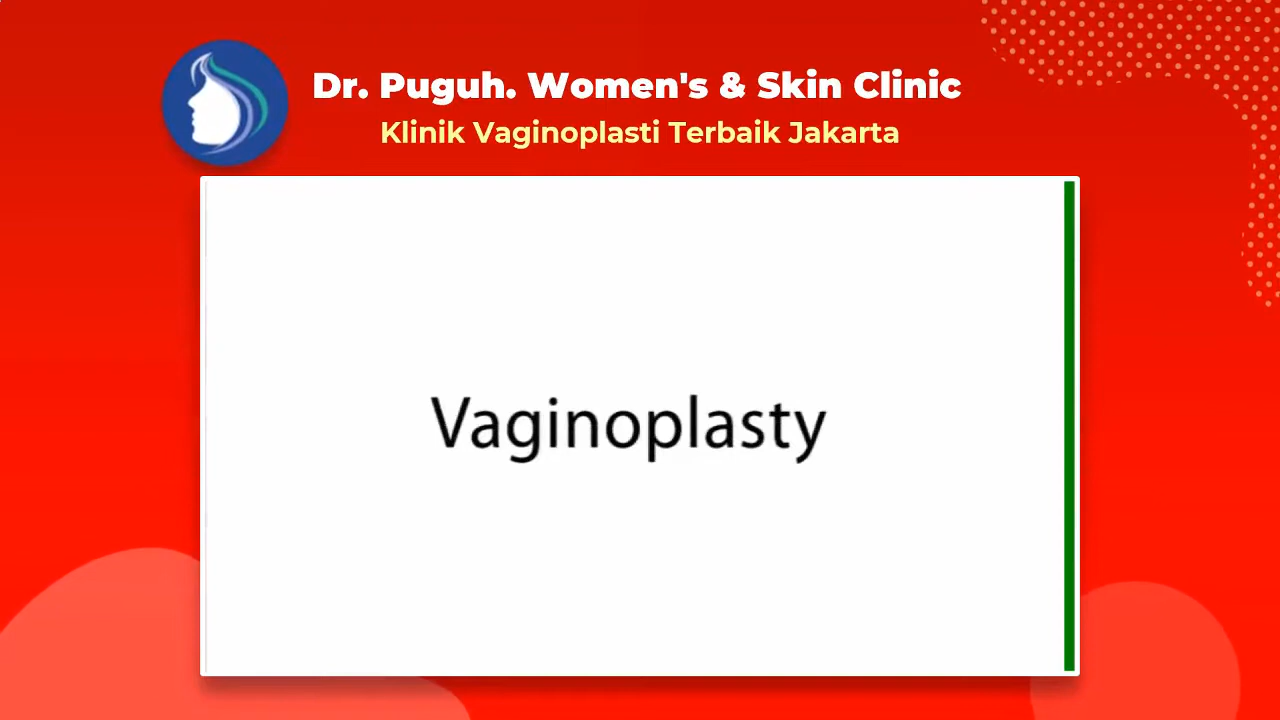 Dr. Puguh. Women's & Skin Clinic
Klinik Vaginoplasti Terbaik Jakarta
Vaginoplasty